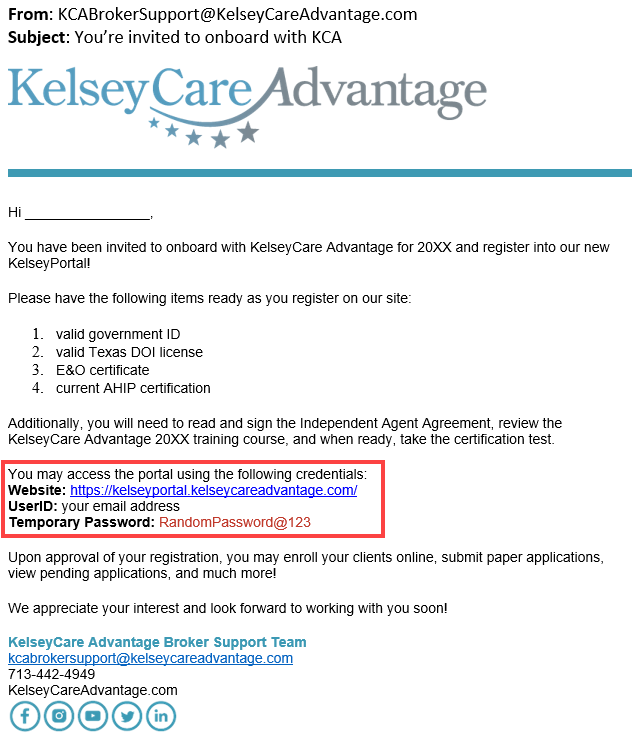 From: KCABrokerSupport@KelseyCareAdvantage.com
Subject: You're invited to onboard with KCA
KelseyCare Advantage
Hi ________________,
You have been invited to onboard with KelseyCare Advantage for 20XX and register into our new
KelseyPortal!
Please have the following items ready as you register on our site:
1. valid government ID
2. valid Texas DOI license
3. E&O certificate
4. current AHIP certification
Additionally, you will need to read and sign the Independent Agent Agreement, review the
KelseyCare Advantage 20XX training course, and when ready, take the certification test.
You may access the portal using the following credentials:
Website: https://kelseyportal.kelseycareadvantage.com/
UserID: your email address
Temporary Password: RandomPassword@123
Upon approval of your registration, you may enroll your clients online, submit paper applications,
view pending applications, and much more!
We appreciate your interest and look forward to working with you soon!
KelseyCare Advantage Broker Support Team
kcabrokersupport@kelseycareadvantage.com
713-442-4949
KelseyCareAdvantage.com